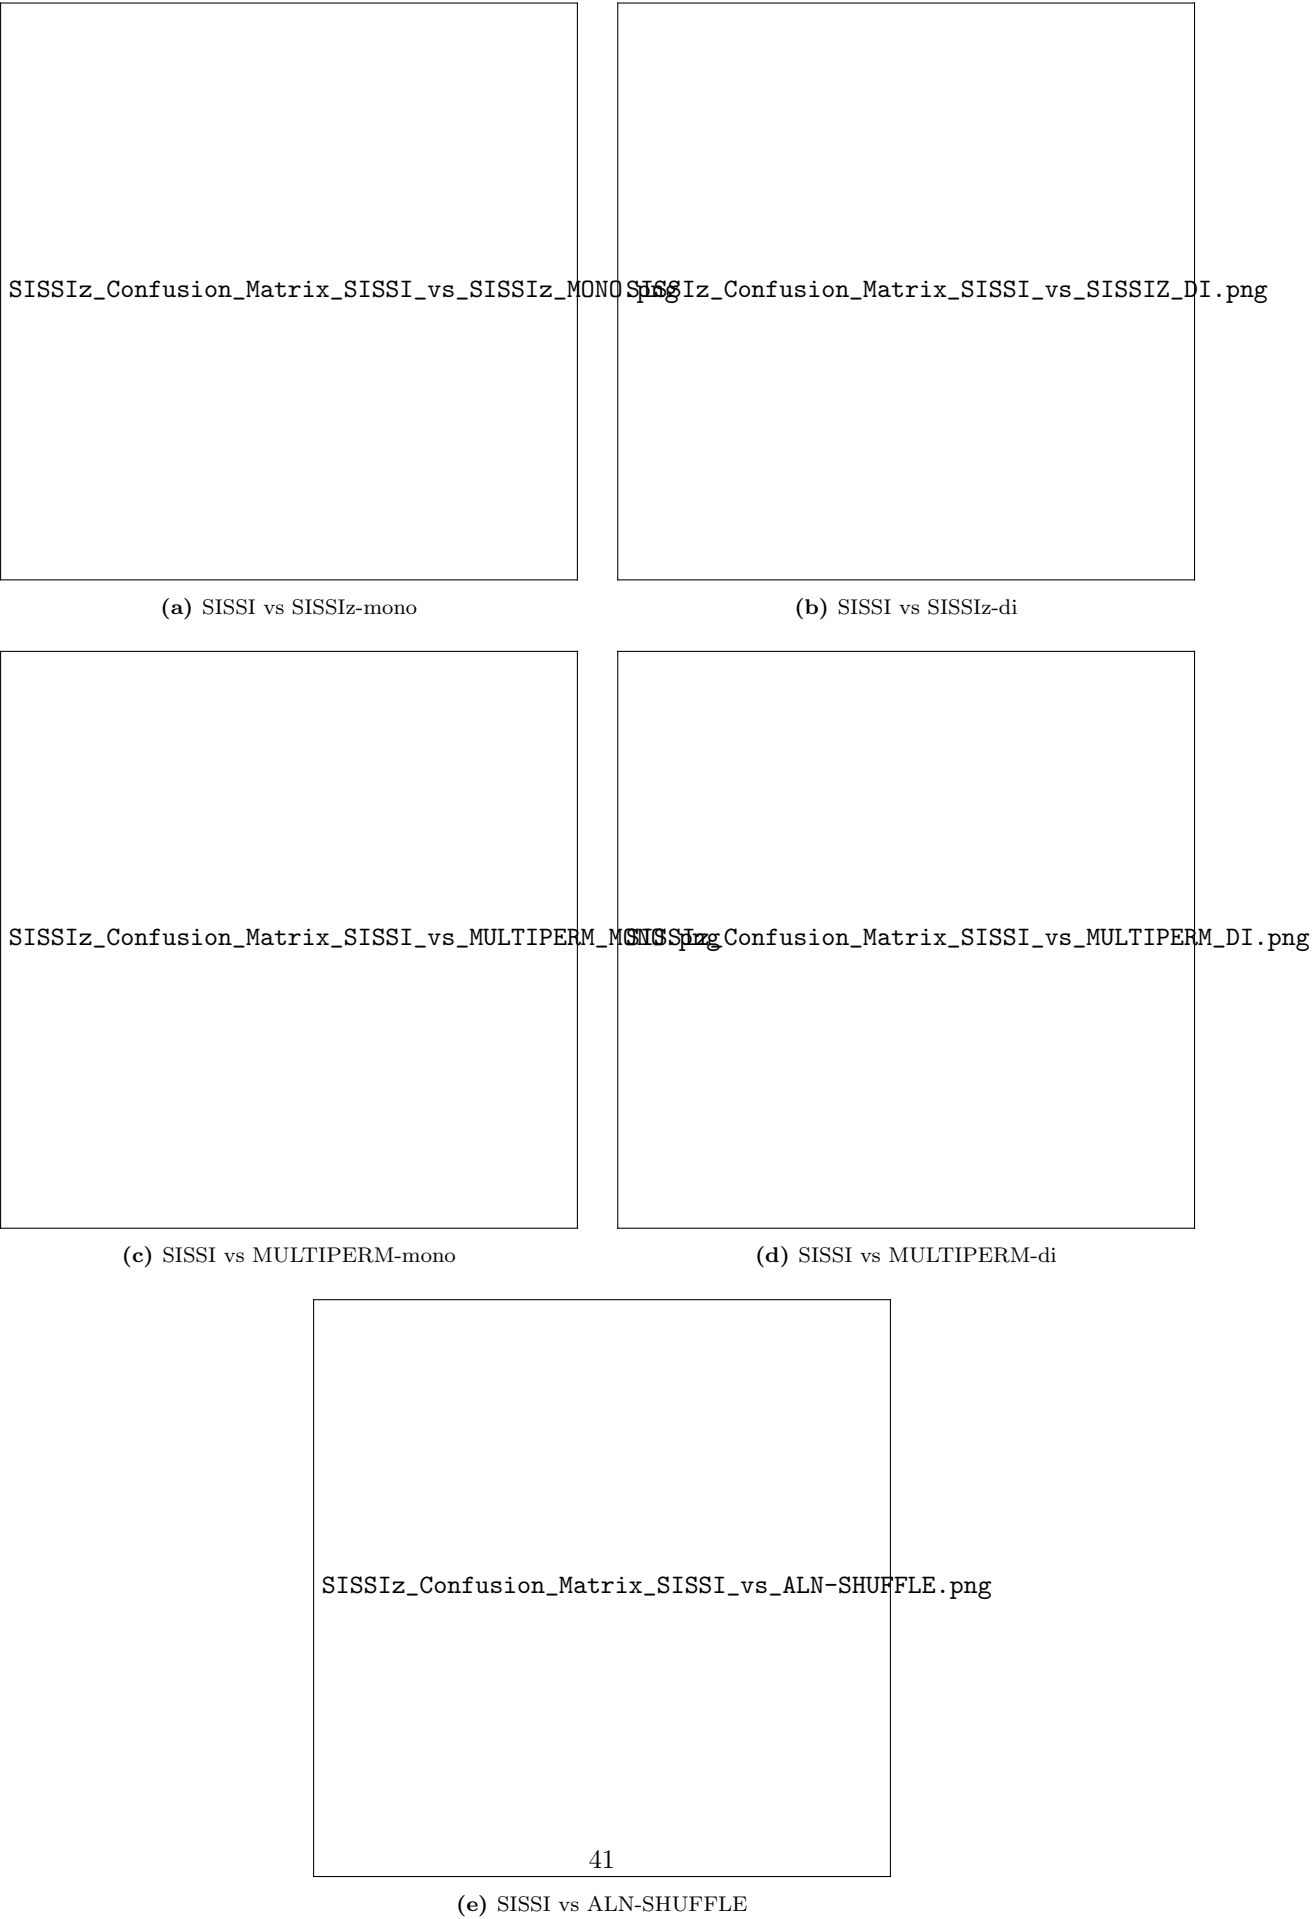 SISSIz_Confusion_Matrix_SISSI_vs_SISSIz_MONO.png
SISSIz_Confusion_Matrix_SISSI_vs_SISSIZ_DI.png
(a) SISSI vs SISSIz-mono
(b) SISSI vs SISSIz-di
SISSIz_Confusion_Matrix_SISSI_vs_MULTIPERM_MONO.png
SISSIz_Confusion_Matrix_SISSI_vs_MULTIPERM_DI.png
(c) SISSI vs MULTIPERM-mono
(d) SISSI vs MULTIPERM-di
SISSIz_Confusion_Matrix_SISSI_vs_ALN-SHUFFLE.png
41
(e) SISSI vs ALN-SHUFFLE